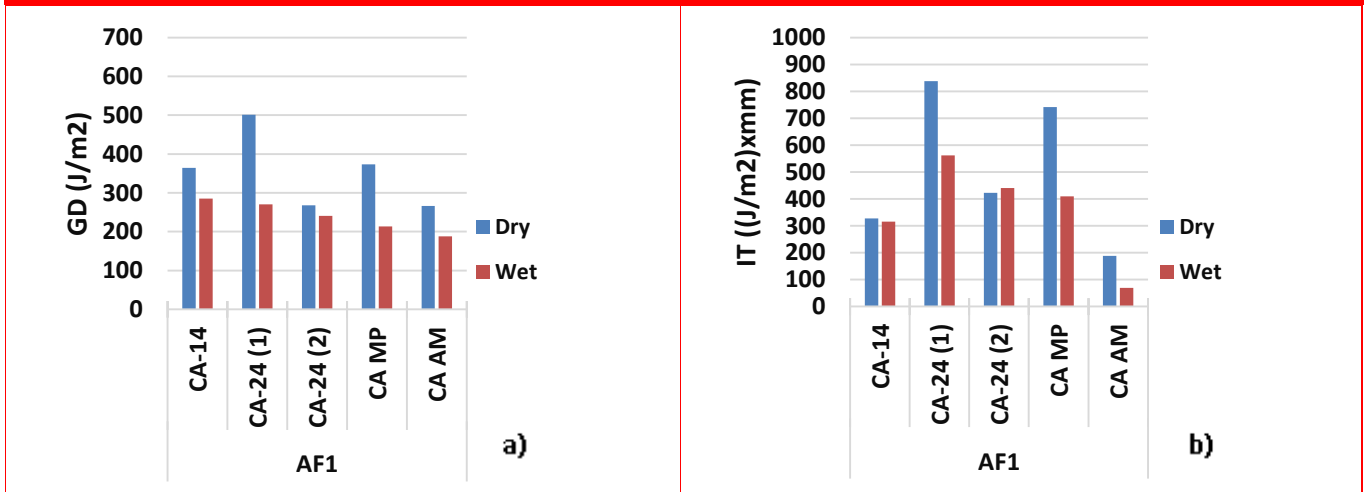 700
600
500
400
300
200
100
0
GD (J/m2)
CA-14
CA-24 (1)
CA-24 (2)
CA MP
CA AM
AF1
Dry
Wet
a)
1000
900
800
700
600
500
400
300
200
100
0
IT ((J/m2)xmm)
CA-14
CA-24 (1)
CA-24 (2)
CA MP
CA AM
AF1
Dry
Wet
b)